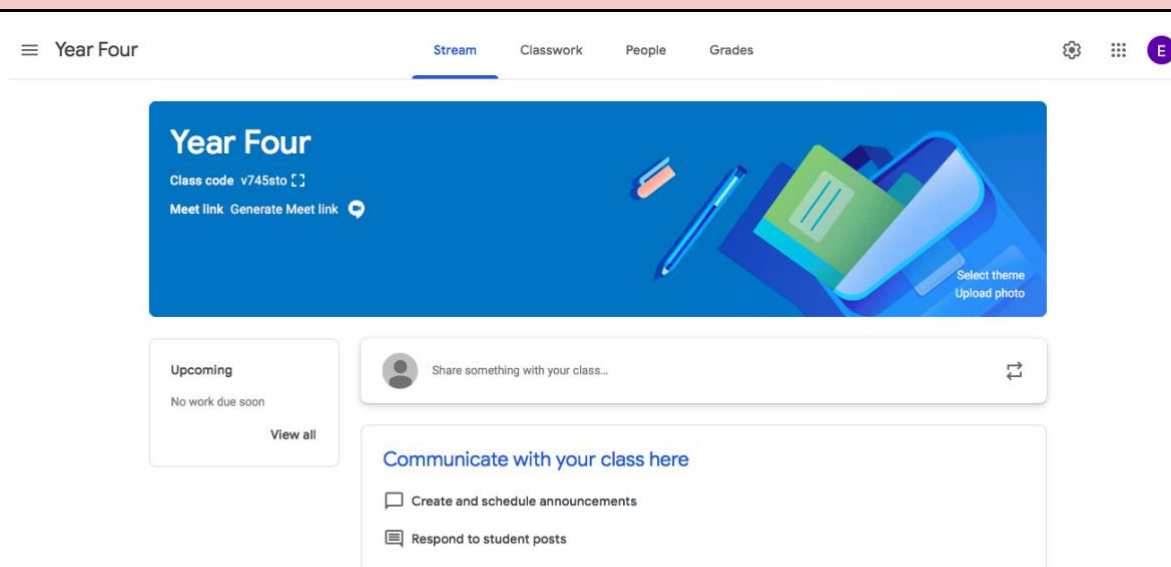 Year Four
Stream Classwork People Grades
E
Year Four
Class code v745sto
Meet link Generate Meet link
Select theme
Upload photo
Upcoming
No work due soon
View all
Share something with your class...
Communicate with your class here
Create and schedule announcements
Respond to student posts